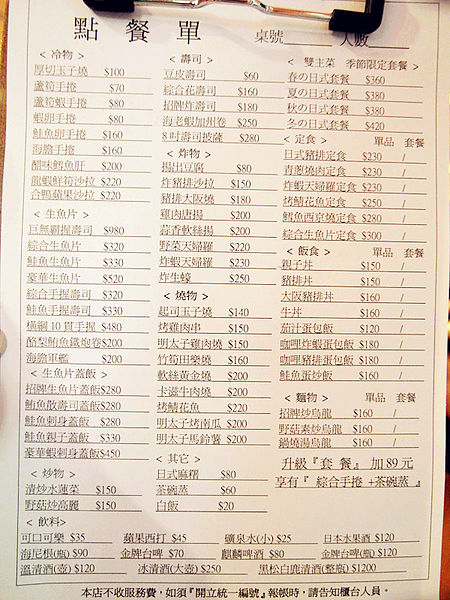 點 餐 單 桌號 人數
< 冷物 >
厚切玉子燒 $100
蘆筍手捲 $70
蘆筍蝦手捲 $80
蝦卵手捲 $80
鮭魚卵手捲 $160
海膽手捲 $160
醋味鱈魚肝 $200
龍蝦鮮筍沙拉 $220
合鴨蘋果沙拉 $220
< 生魚片 >
巨無霸握壽司 $980
綜合生魚片 $320
鮭魚生魚片 $330
豪華生魚片 $520
綜合手握壽司 $320
鮭魚手握壽司 $330
橫綱10貫手握 $480
酪梨鮪魚鐵炮卷 $200
海膽軍艦 $200
< 生魚片蓋飯 >
招牌生魚片蓋飯 $280
鮪魚散壽司蓋飯 $280
鮭魚刺身蓋飯 $280
鮭魚親子蓋飯 $330
豪華蝦刺身蓋飯 $450
< 炒物 >
清炒水蓮菜 $150
野菇炒高麗 $150
< 壽司 >
豆皮壽司 $60
綜合花壽司 $160
招牌炸壽司 $180
海老蝦加州卷 $250
8吋壽司披薩 $280
< 炸物 >
揚出豆腐 $80
炸豬排沙拉 $150
豬排大阪燒 $180
雞肉唐揚 $200
蒜香軟絲揚 $200
野菜天婦羅 $220
炸蝦天婦羅 $230
炸生蠔 $250
< 燒物 >
起司玉子燒 $140
烤雞肉串 $150
明太子雞肉燒 $150
竹筍田樂燒 $160
軟絲黃金燒 $200
卡滋牛肉燒 $200
烤鯖花魚 $220
明太子烤南瓜 $200
明太子馬鈴薯 $200
< 其它 >
日式麻糬 $80
茶碗蒸 $60
白飯 $20
< 雙主菜 季節限定套餐 >
春の日式套餐 $360
夏の日式套餐 $380
秋の日式套餐 $380
冬の日式套餐 $420
< 定食 > 單品 套餐
日式豬排定食 $230 /
青蔥燒肉定食 $230 /
炸蝦天婦羅定食 $230 /
烤鯖花魚定食 $250 /
鱈魚西京燒定食 $280 /
綜合生魚片定食 $300 /
< 飯食 > 單品 套餐
親子丼 $150 /
豬排丼 $150 /
大阪豬排丼 $160 /
牛丼 $160 /
茄汁蛋包飯 $120 /
咖哩炸蝦蛋包飯 $180 /
咖哩豬排蛋包飯 $180 /
鮭魚蛋炒飯 $160 /
< 麵物 > 單品 套餐
招牌炒烏龍 $160 /
野菇素炒烏龍 $160 /
鍋燒湯烏龍 $160 /
升級『套 餐』 加 89 元
享有『 綜合手捲 +茶碗蒸 』
< 飲料>
可口可樂 $35 蘋果西打 $45 礦泉水(小) $25 日本水果酒 $120
海尼根(瓶) $90 金牌台啤 $70 麒麟啤酒 $80 金牌台啤(瓶) $120
溫清酒(壺) $120 冰清酒(大壺) $250 黑松白鹿清酒(整瓶) $1200
本店不收服務費，如須『開立統一編號』報帳時，請告知櫃台人員。